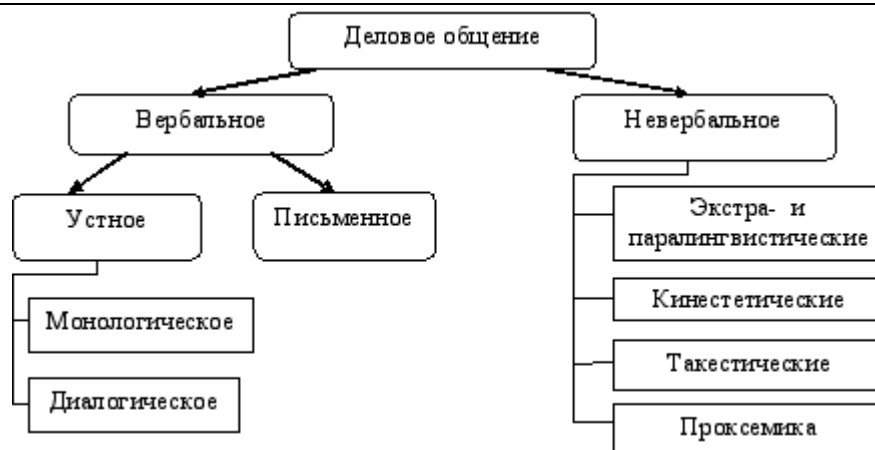 Деловое общение
Вербальное
Невербальное
Устное
Письменное
Экстра- и
паралингвистические
Монологическое
Кинестетические
Такестические
Диалогическое
Проксемика